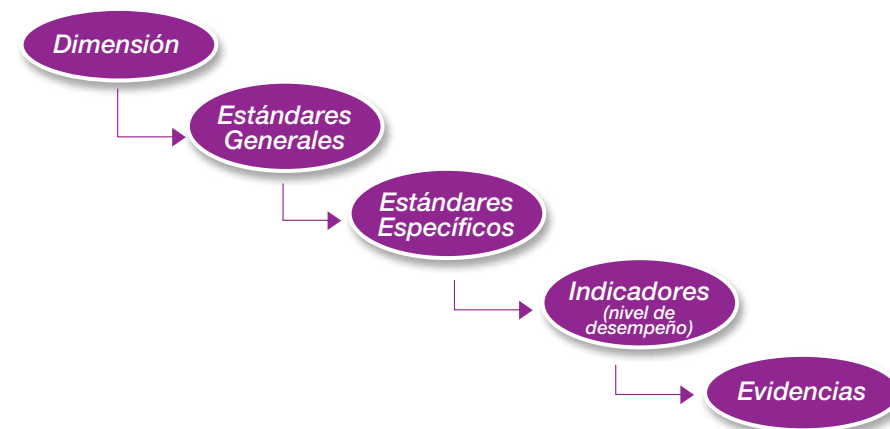 Dimensión
Estándares
Generales
Estándares
Específicos
Indicadores
(nivel de
desempeño)
Evidencias